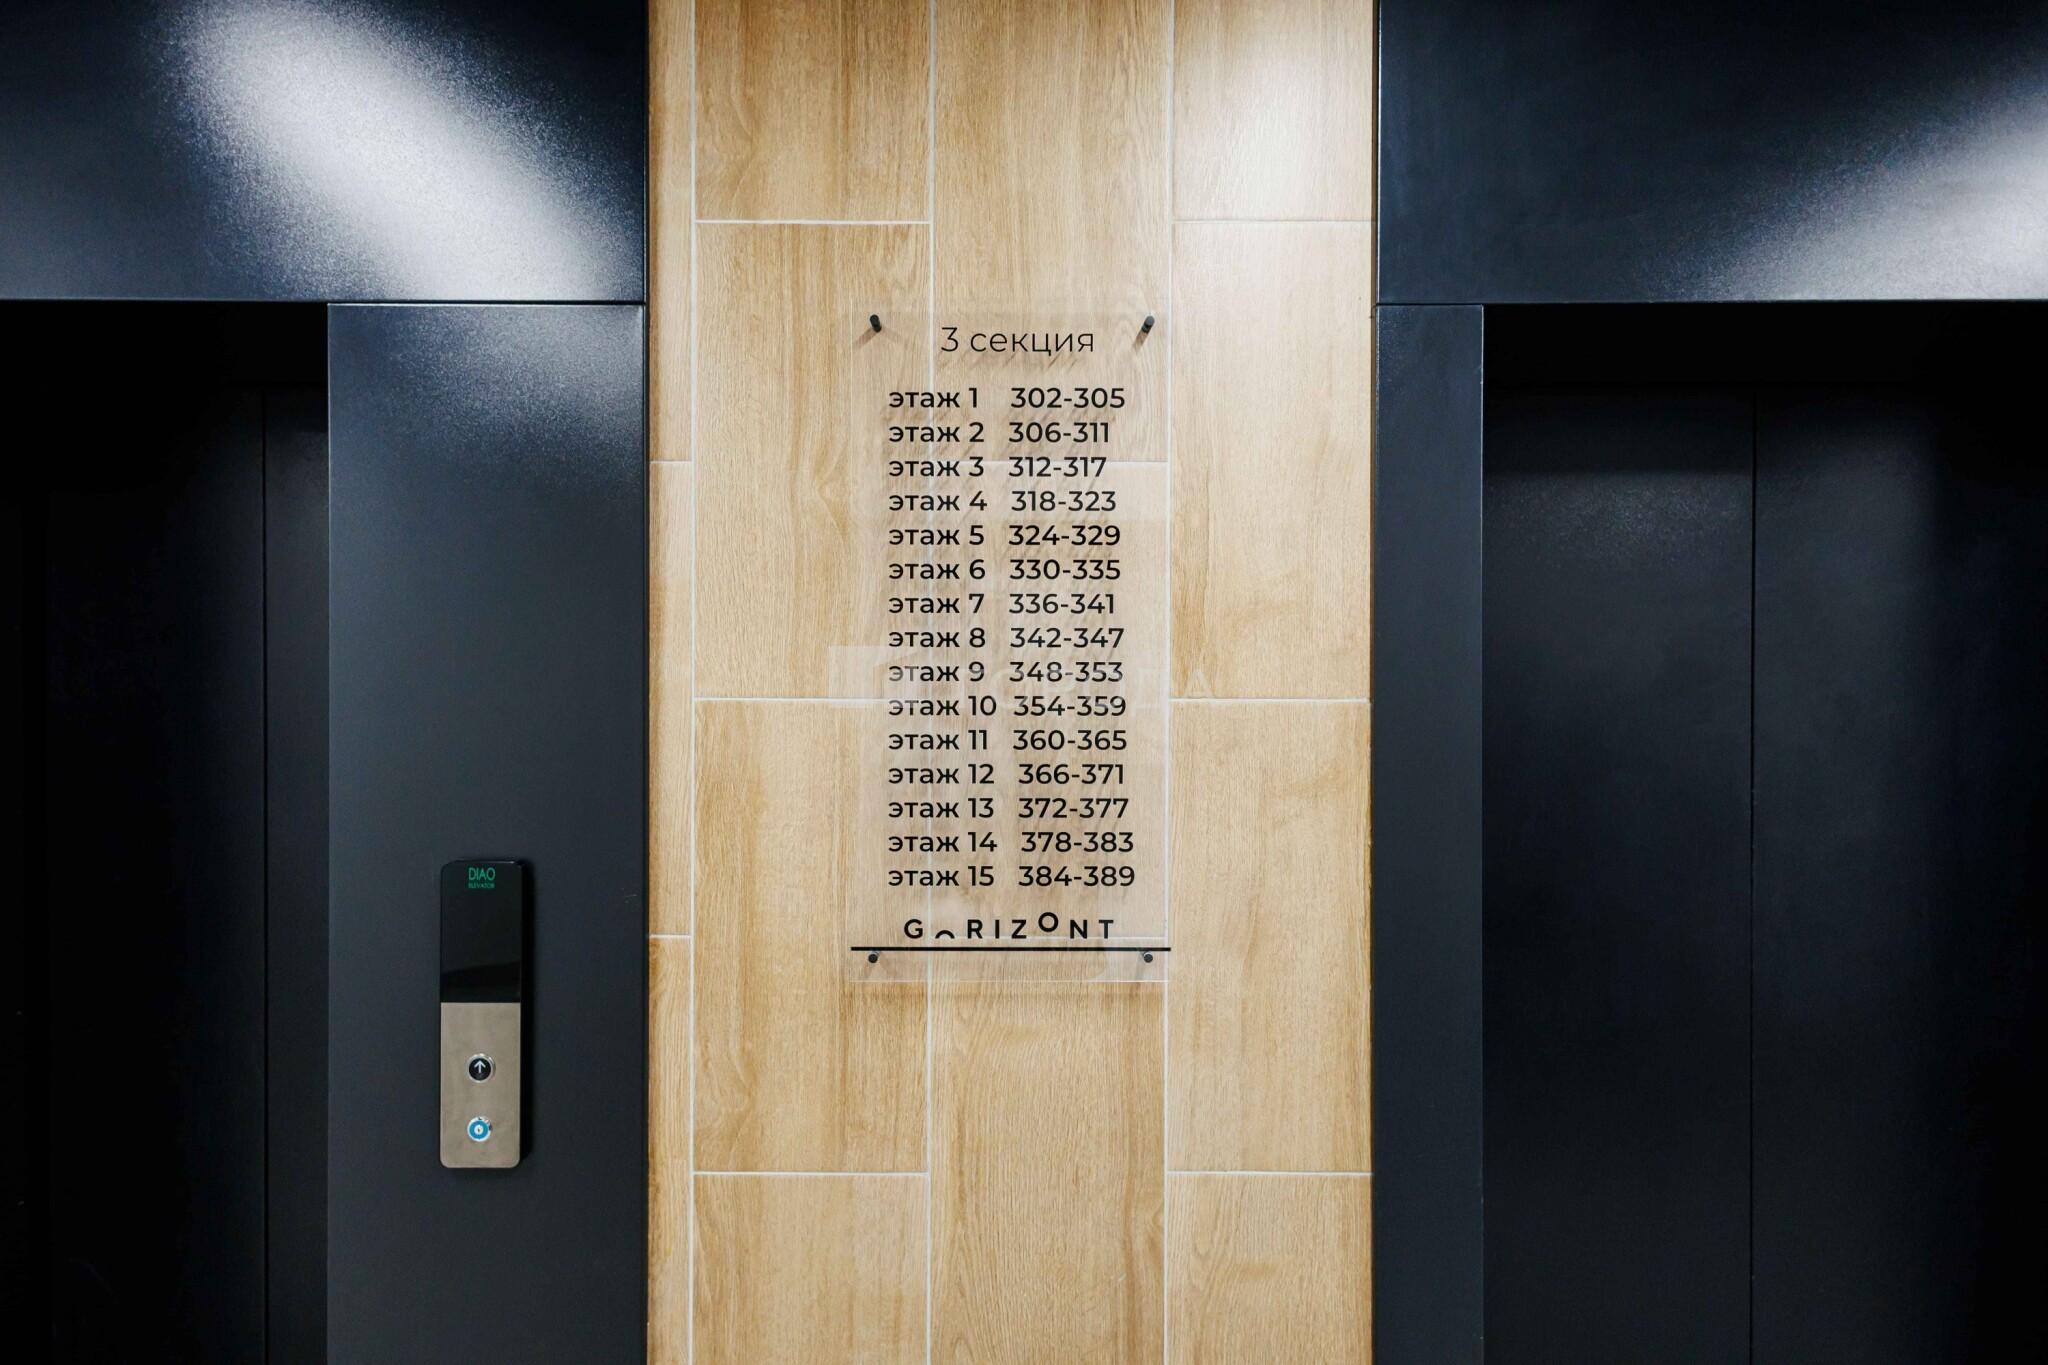 3 секция
этаж 1 302-305
этаж 2 306-311
этаж 3 312-317
этаж 4 318-323
этаж 5 324-329
этаж 6 330-335
этаж 7 336-341
этаж 8 342-347
этаж 9 348-353
этаж 10 354-359
этаж 11 360-365
этаж 12 366-371
этаж 13 372-377
этаж 14 378-383
этаж 15 384-389
GORIZONT
DIAO
ELEVATOR